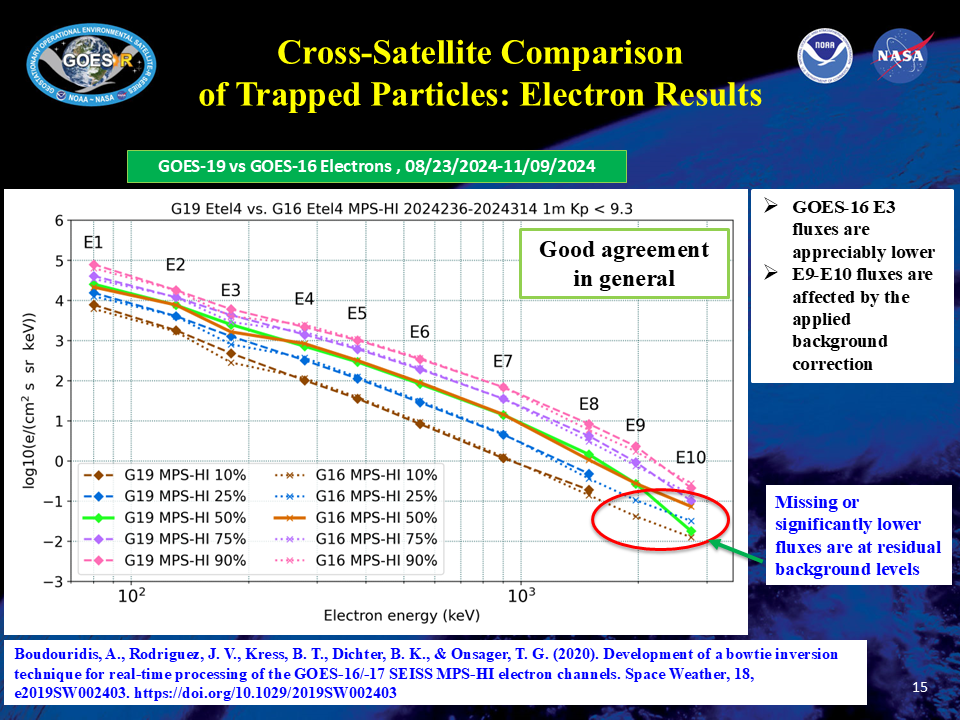 GEOSTATIONARY OPERATIONAL ENVIRONMENTAL SATELLITE-R SERIES
GOES R
NOAA – NASA
Cross-Satellite Comparison
of Trapped Particles: Electron Results
NOAA
NASA
GOES-19 vs GOES-16 Electrons , 08/23/2024-11/09/2024
G19 Etel4 vs. G16 Etel4 MPS-HI 2024236-2024314 1m Kp < 9.3
Good agreement
in general
E1
E2
E3
E4
E5
E6
E7
E8
E9
E10
6
5
4
3
2
1
0
−1
−2
−3
log10(e/(cm² s sr keV))
G19 MPS-HI 10%
G19 MPS-HI 25%
G19 MPS-HI 50%
G19 MPS-HI 75%
G19 MPS-HI 90%
G16 MPS-HI 10%
G16 MPS-HI 25%
G16 MPS-HI 50%
G16 MPS-HI 75%
G16 MPS-HI 90%
10²
10³
Electron energy (keV)
➢ GOES-16 E3
fluxes are
appreciably lower
➢ E9-E10 fluxes are
affected by the
applied
background
correction
Missing or
significantly lower
fluxes are at residual
background levels
Boudouridis, A., Rodriguez, J. V., Kress, B. T., Dichter, B. K., & Onsager, T. G. (2020). Development of a bowtie inversion
technique for real-time processing of the GOES-16/-17 SEISS MPS-HI electron channels. Space Weather, 18,
e2019SW002403. https://doi.org/10.1029/2019SW002403
15